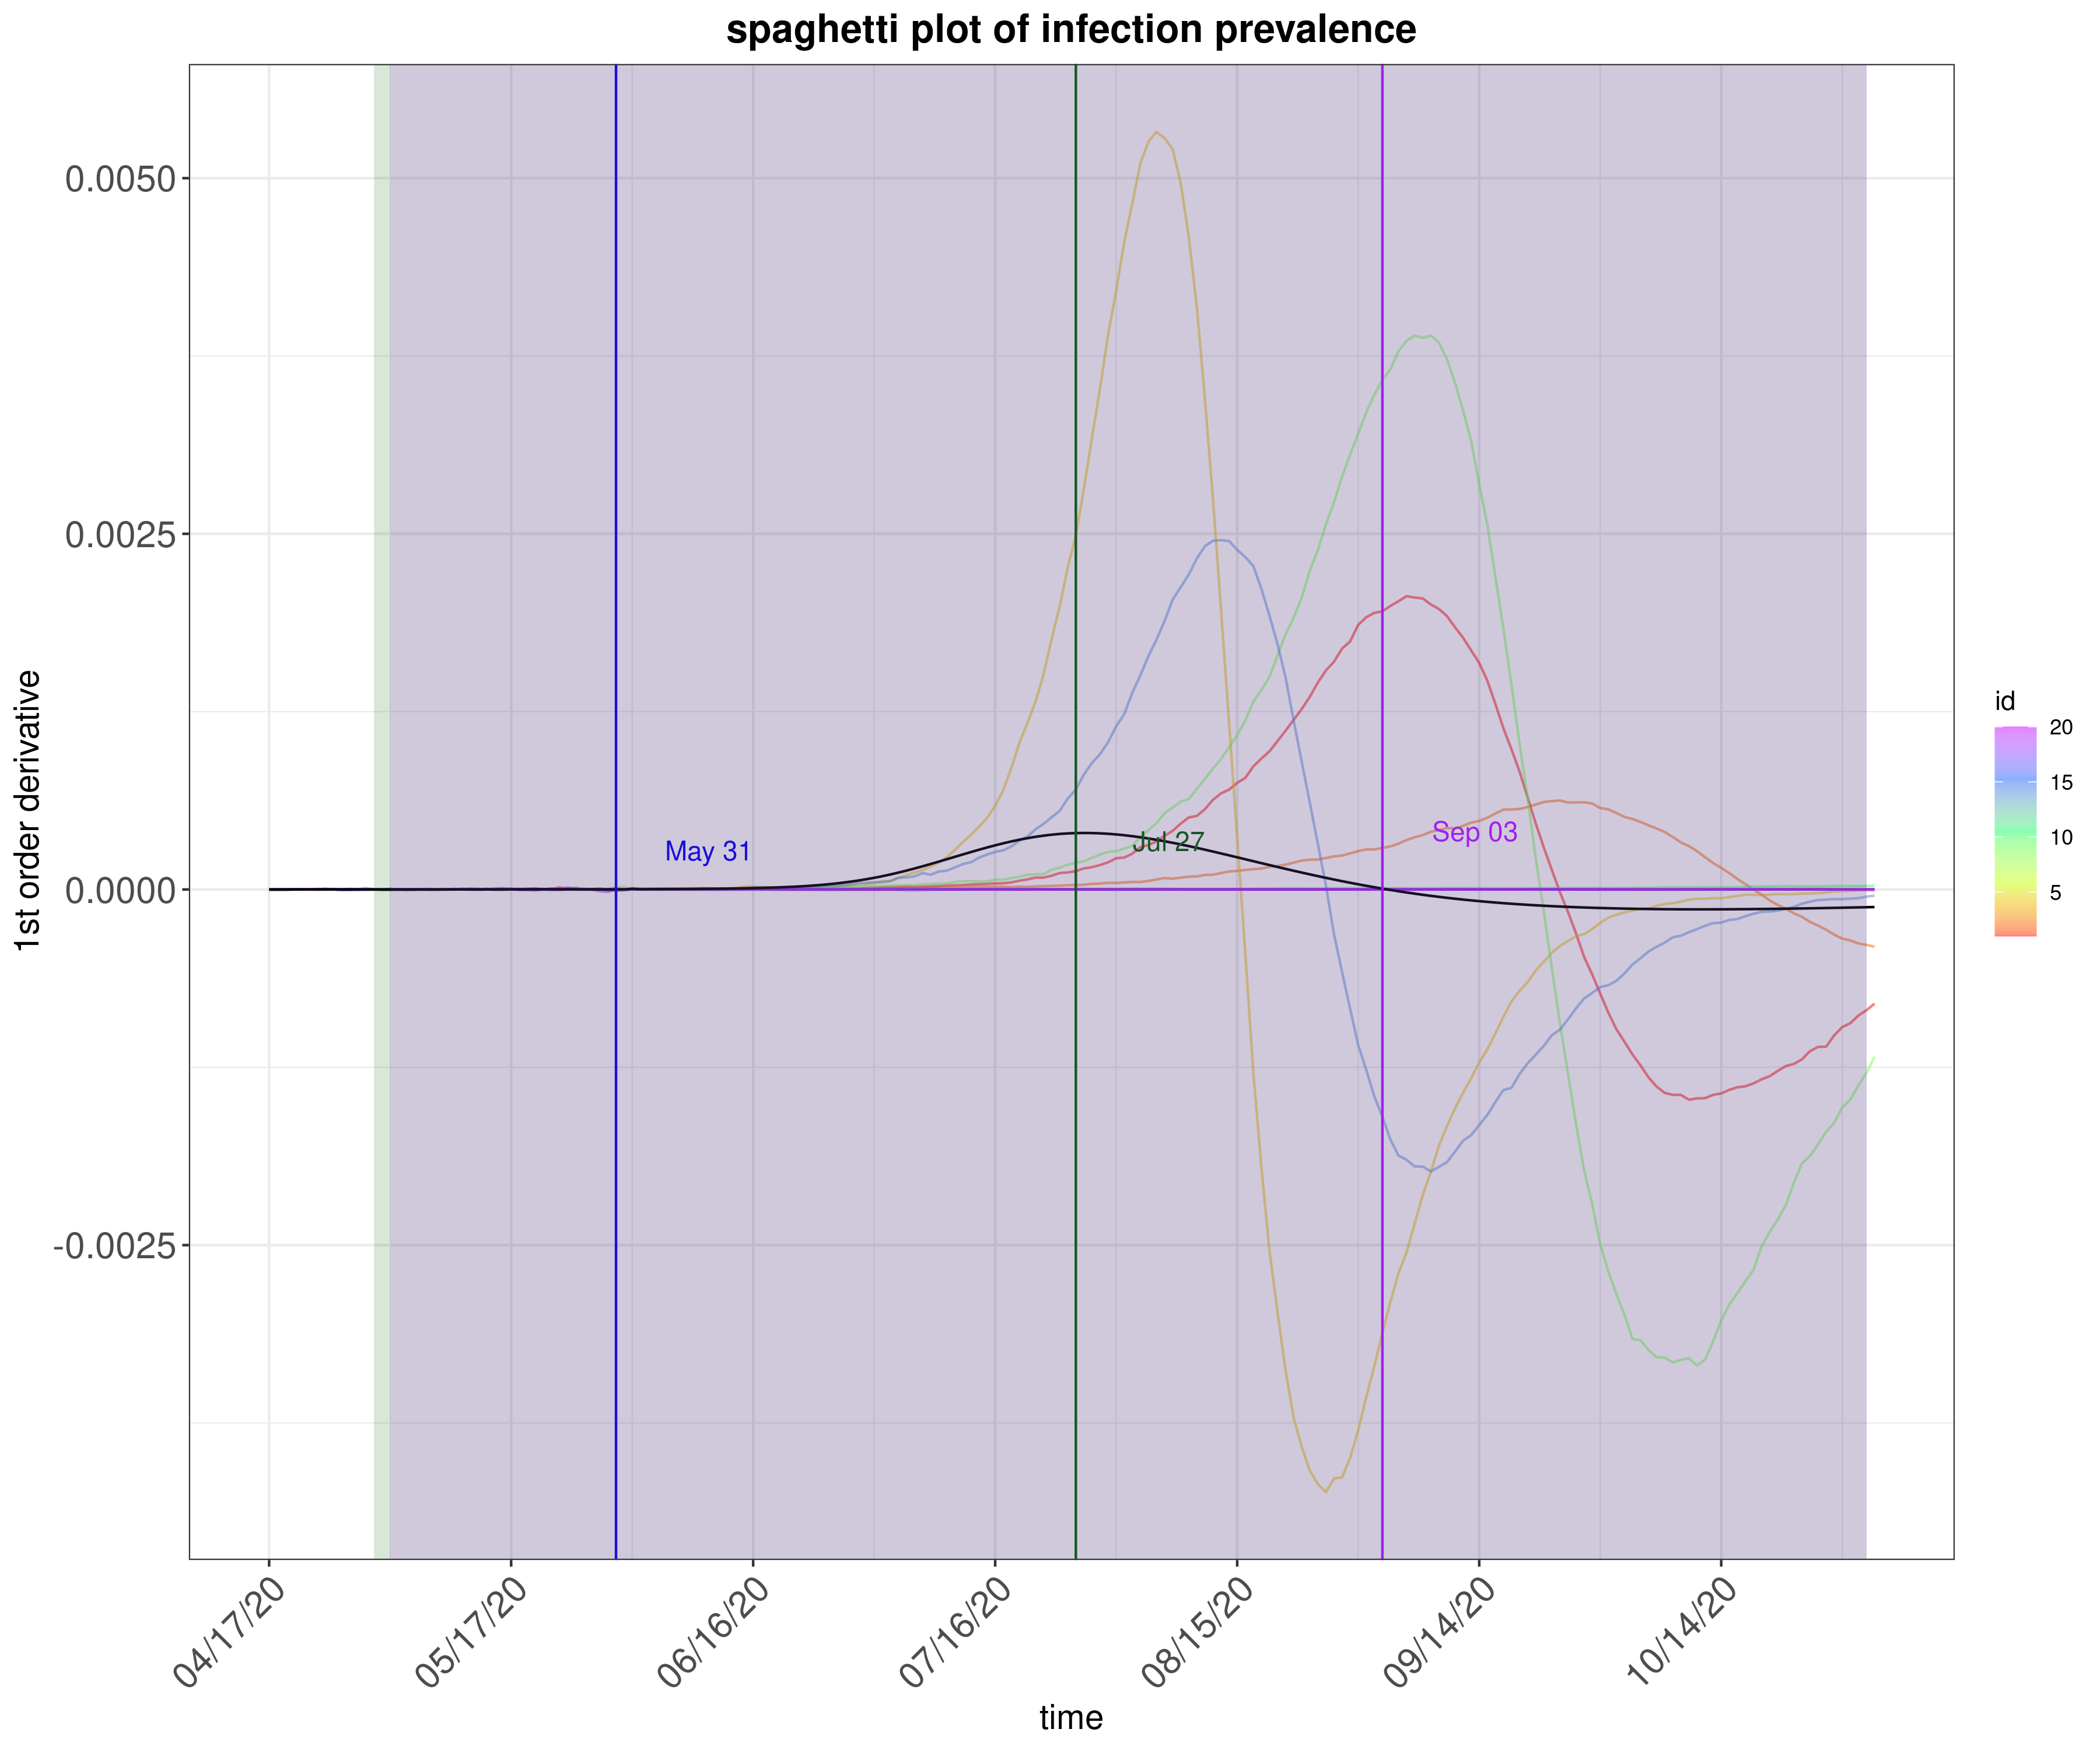 spaghetti plot of infection prevalence
1st order derivative
0.0050
0.0025
0.0000
-0.0025
May 31
Jul 27
Sep 03
04/17/20
05/17/20
06/16/20
07/16/20
08/15/20
09/14/20
10/14/20
time
id
20
15
10
5